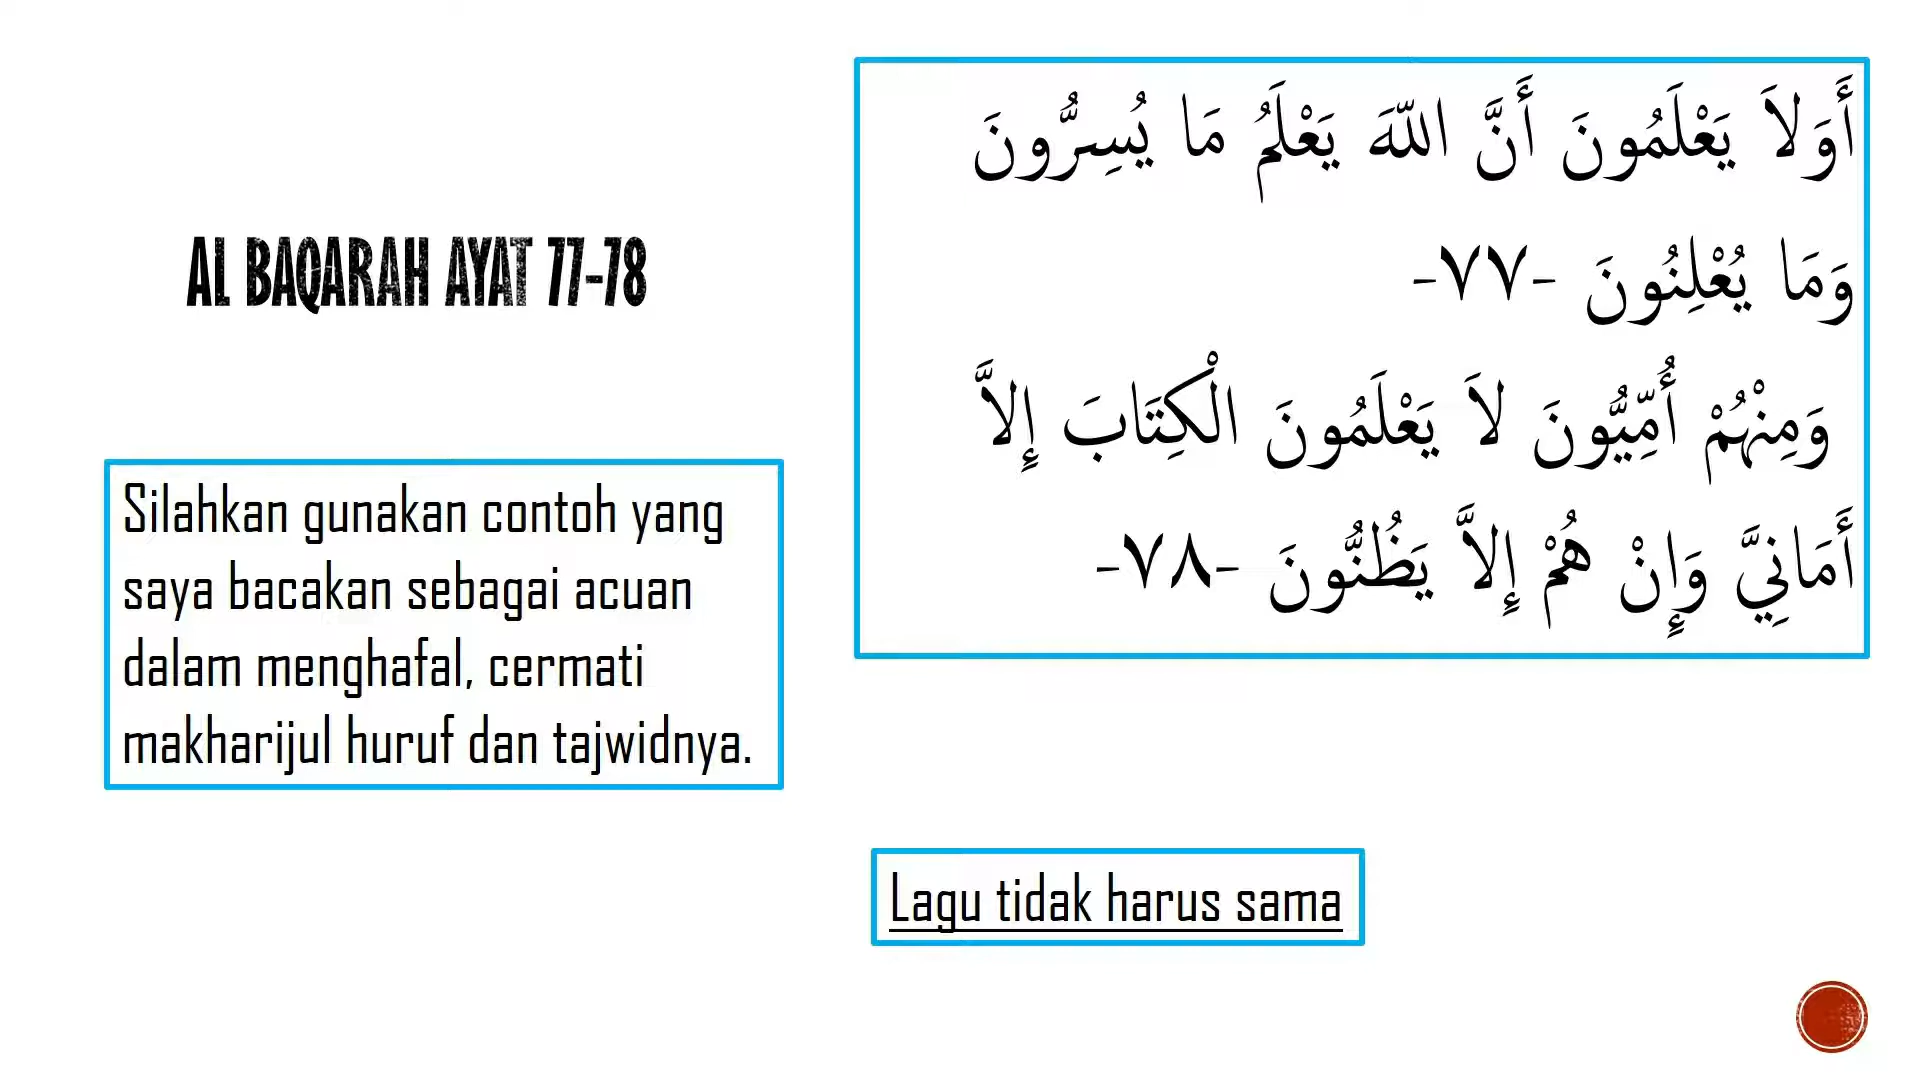 AL BAQARAH AYAT 77-78
Silahkan gunakan contoh yang
saya bacakan sebagai acuan
dalam menghafal, cermati
makharijul huruf dan tajwidnya.
أَوَلاَ يَعْلَمُونَ أَنَّ اللّهَ يَعْلَمُ مَا يُسِرُّونَ
وَمَا يُعْلِنُونَ -٧٧-
وَمِنْهُمْ أُمِّيُّونَ لاَ يَعْلَمُونَ الْكِتَابَ إِلاَّ
أَمَانِيَّ وَإِنْ هُمْ إِلاَّ يَظُنُّونَ -٧٨-
Lagu tidak harus sama